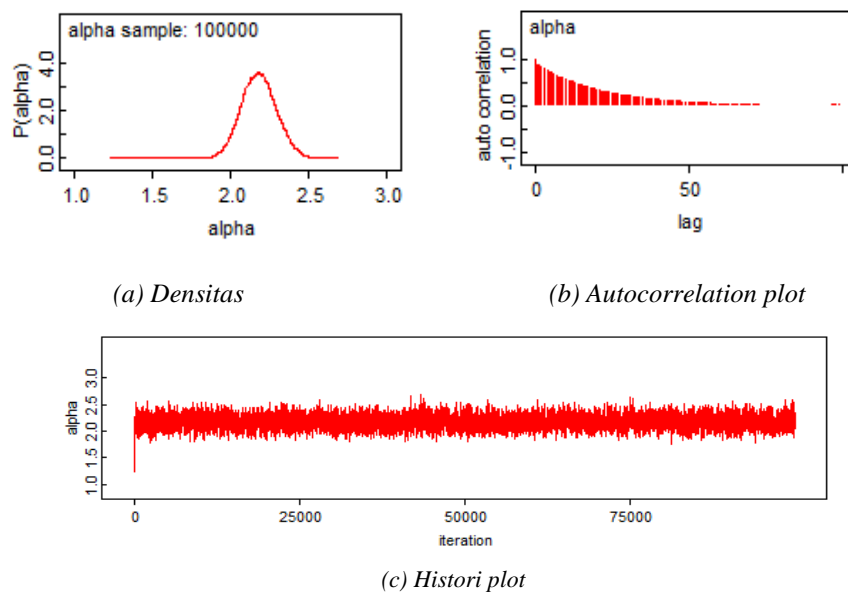 alpha sample: 100000
P(alpha)
4.0
2.0
0.0
1.0 1.5 2.0 2.5 3.0
alpha
alpha
auto correlation
1.0
0.0
-1.0
0 50
lag
(a) Densitas
(b) Autocorrelation plot
alpha
3.0
2.5
2.0
1.5
1.0
0 25000 50000 75000
iteration
(c) Histori plot